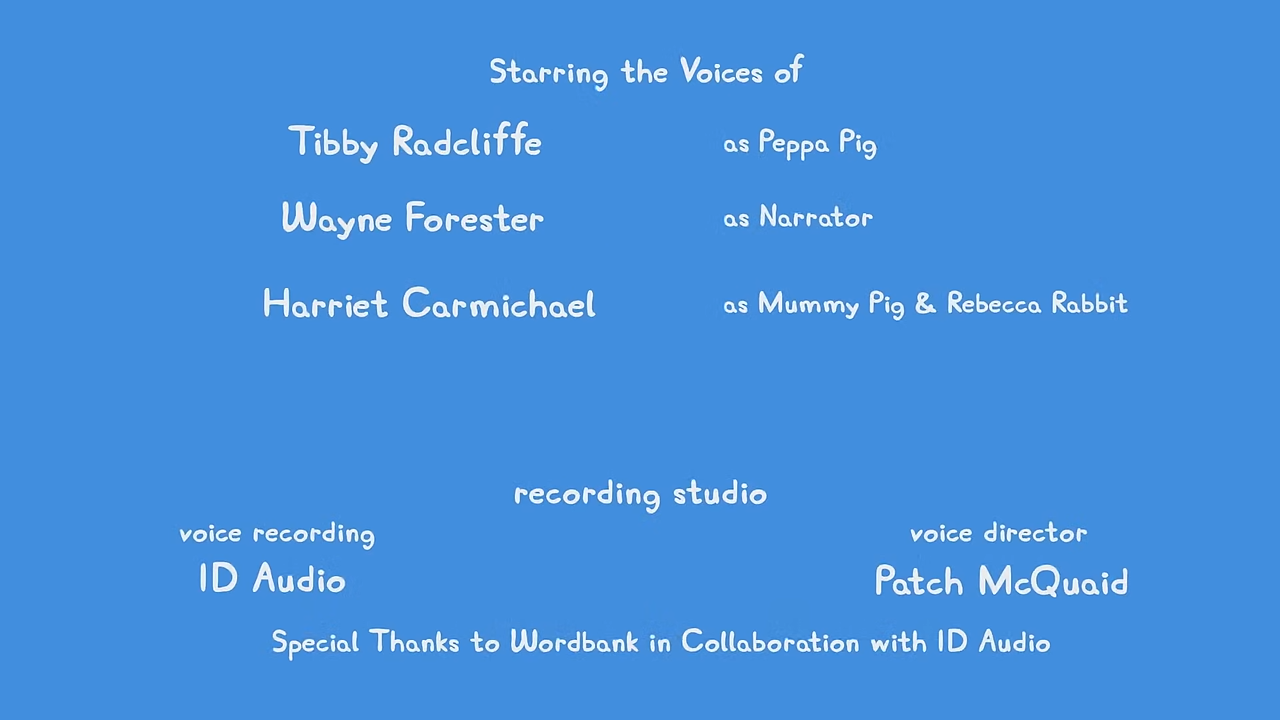 Starring the Voices of
Tibby Radcliffe as Peppa Pig
Wayne Forester as Narrator
Harriet Carmichael as Mummy Pig & Rebecca Rabbit
recording studio
voice recording voice director
ID Audio Patch McQuaid
Special Thanks to Wordbank in Collaboration with ID Audio